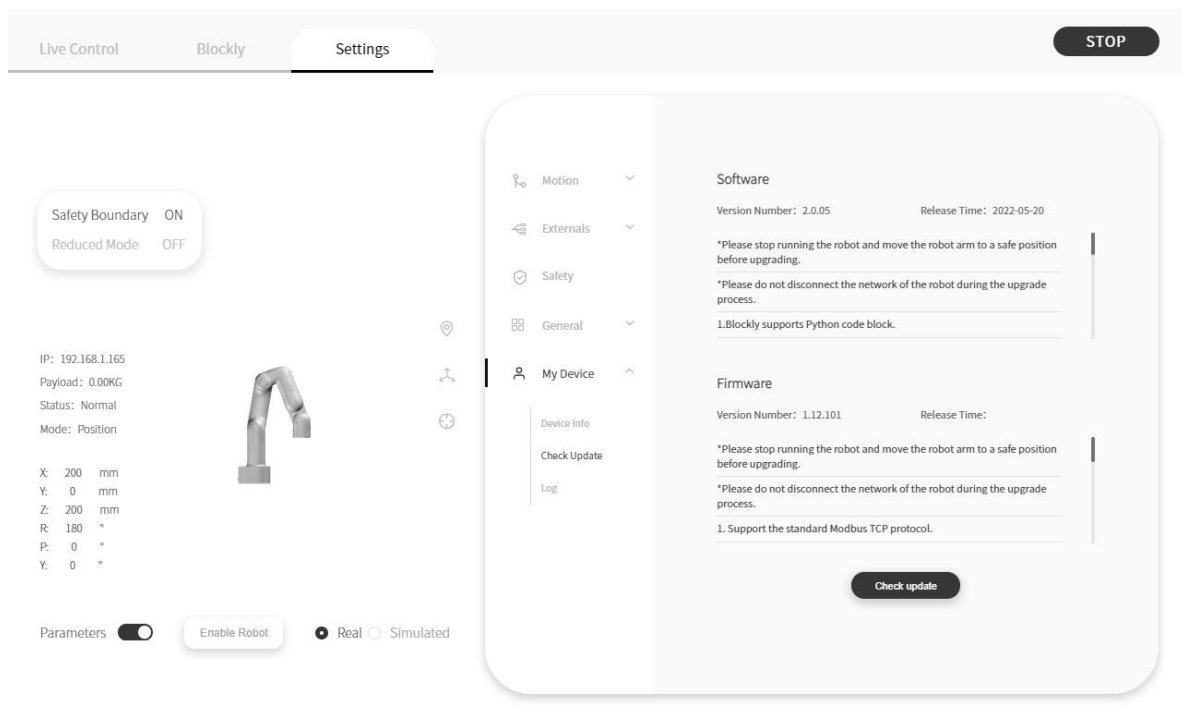 Live Control
Blockly
Settings
STOP
Safety Boundary ON
Reduced Mode OFF
IP: 192.168.1.165
Payload: 0.00KG
Status: Normal
Mode: Position
X: 200 mm
Y: 0 mm
Z: 200 mm
R: 180 °
P: 0 °
Y: 0 °
Parameters
Enable Robot
Real
Simulated
Motion
Externals
Safety
General
My Device
Device Info
Check Update
Log
Software
Version Number: 2.0.05
Release Time: 2022-05-20
*Please stop running the robot and move the robot arm to a safe position
before upgrading.
*Please do not disconnect the network of the robot during the upgrade
process.
1.Blockly supports Python code block.
Firmware
Version Number: 1.12.101
Release Time:
*Please stop running the robot and move the robot arm to a safe position
before upgrading.
*Please do not disconnect the network of the robot during the upgrade
process.
1. Support the standard Modbus TCP protocol.
Check update